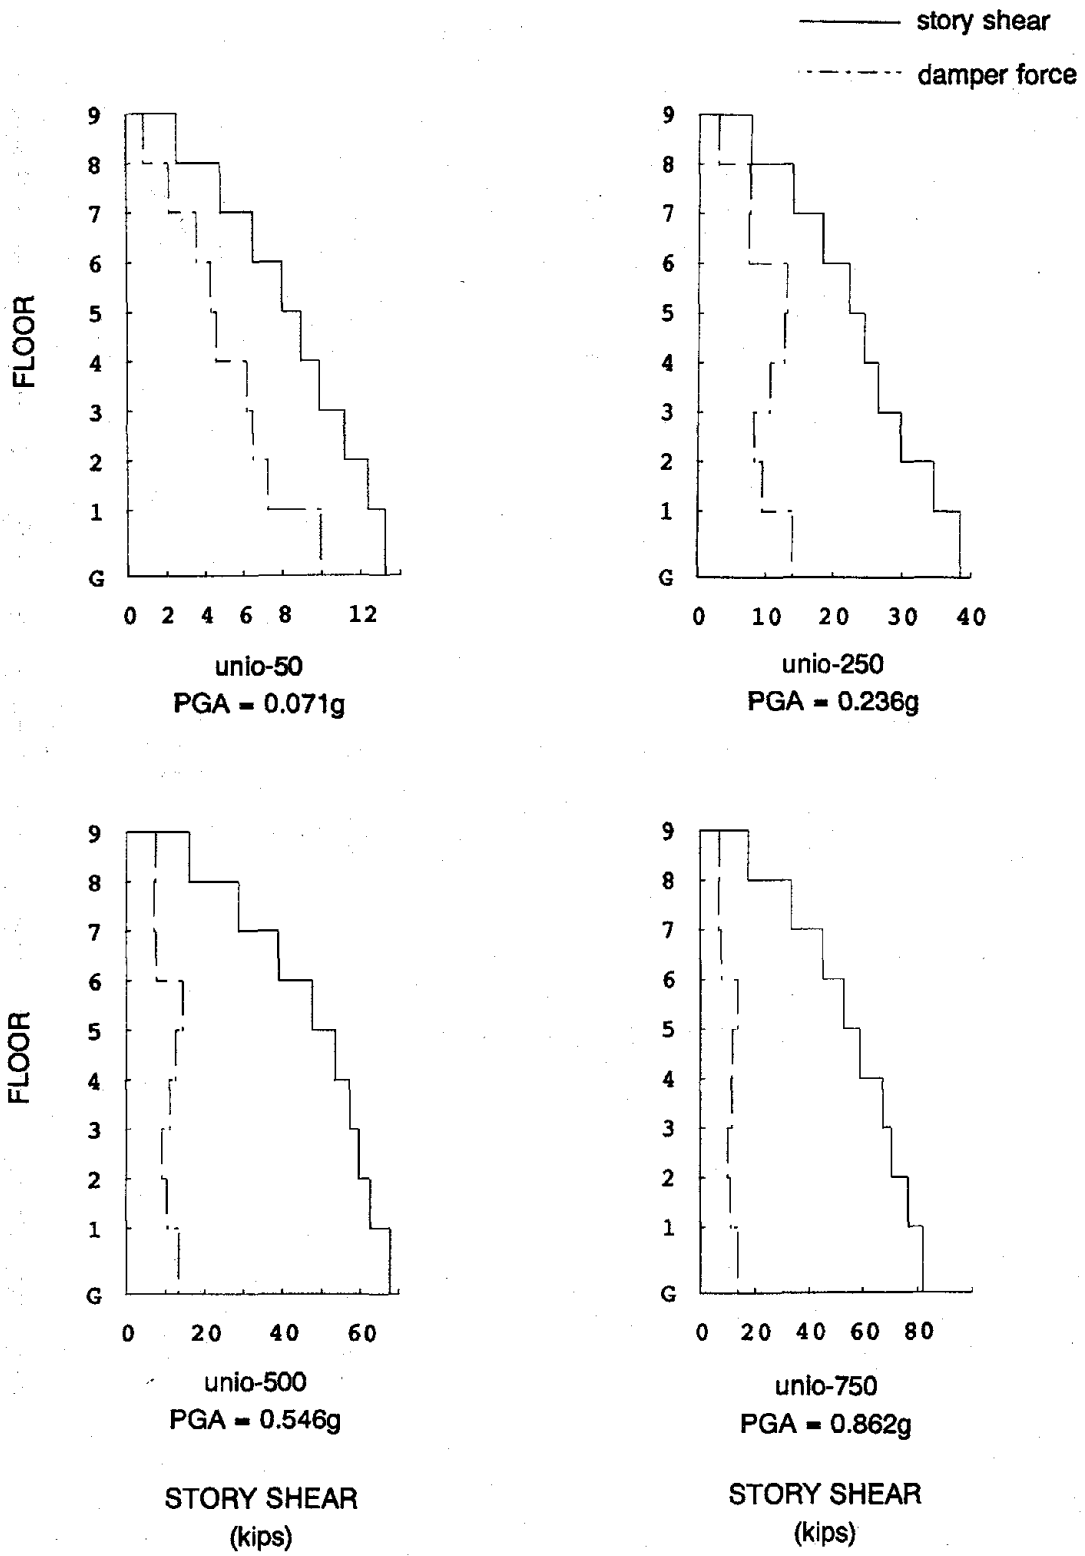 story shear
damper force
FLOOR
9
8
7
6
5
4
3
2
1
G
0 2 4 6 8 12
unio-50
PGA = 0.071g
9
8
7
6
5
4
3
2
1
G
0 10 20 30 40
unio-250
PGA = 0.236g
FLOOR
9
8
7
6
5
4
3
2
1
G
0 20 40 60
unio-500
PGA = 0.546g
STORY SHEAR
(kips)
9
8
7
6
5
4
3
2
1
G
0 20 40 60 80
unio-750
PGA = 0.862g
STORY SHEAR
(kips)